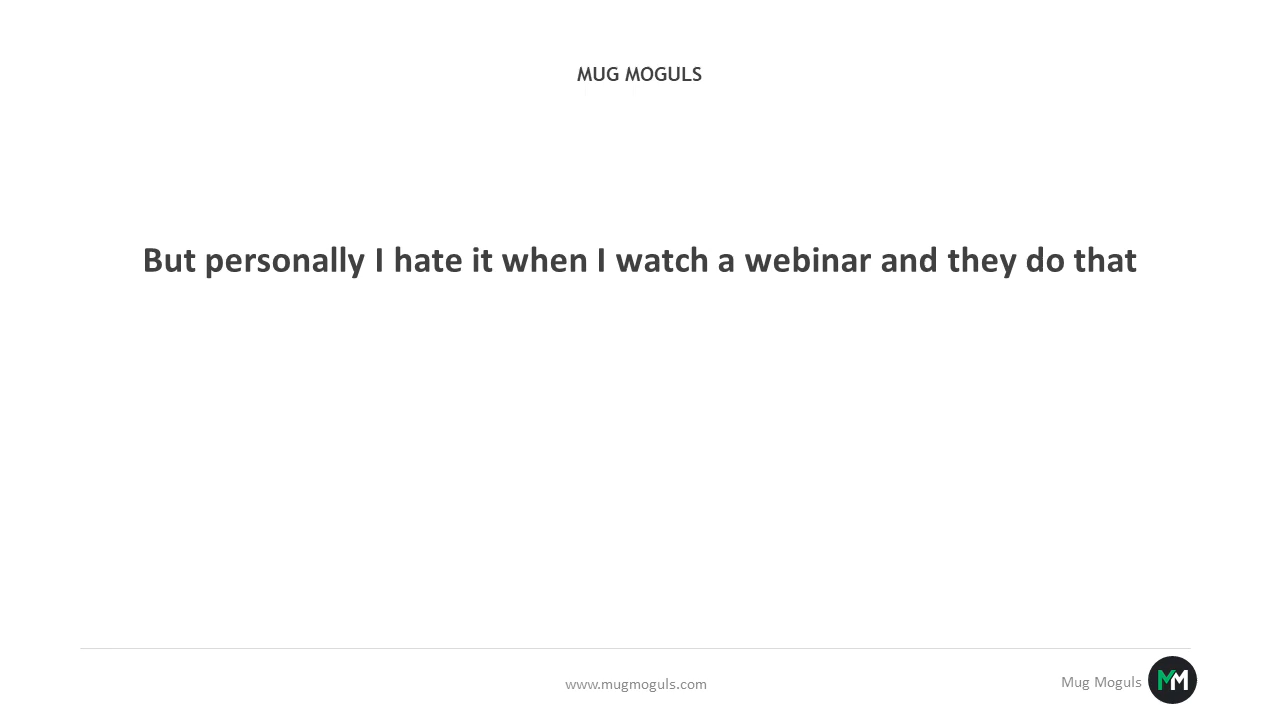 MUG MOGULS
But personally I hate it when I watch a webinar and they do that
www.mugmoguls.com
Mug Moguls
MM